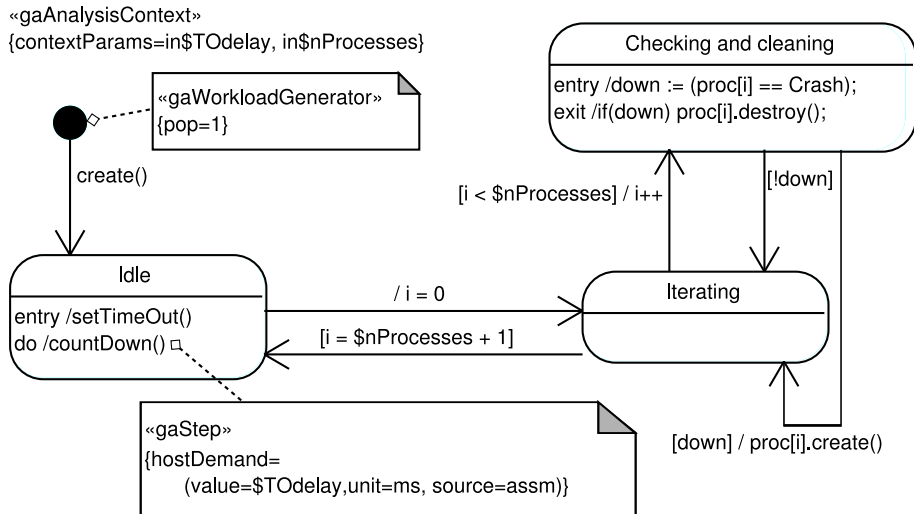 «gaAnalysisContext»
{contextParams=in$TOdelay, in$nProcesses}
«gaWorkloadGenerator»
{pop=1}
create()
Checking and cleaning
entry /down := (proc[i] == Crash);
exit /if(down) proc[i].destroy();
[i < $nProcesses] / i++
[!down]
Idle
entry /setTimeOut()
do /countDown()
/ i = 0
[i = $nProcesses + 1]
Iterating
[down] / proc[i].create()
«gaStep»
{hostDemand=
(value=$TOdelay,unit=ms, source=assm)}